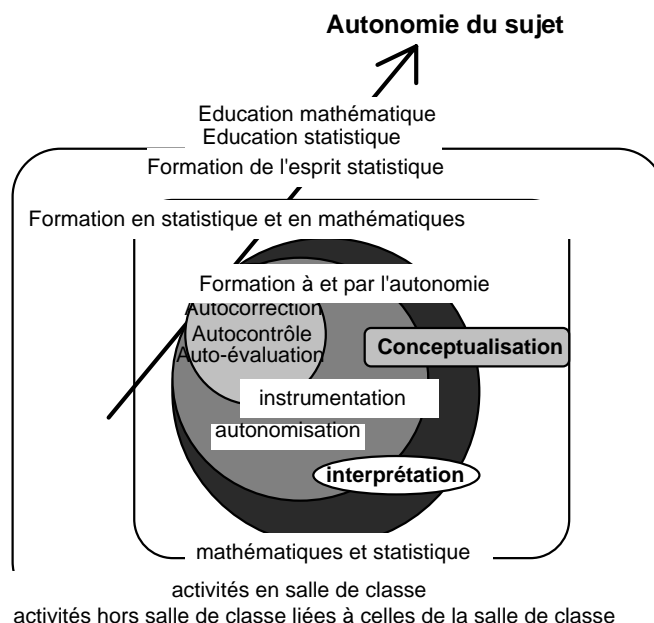 Autonomie du sujet
Education mathématique
Education statistique
Formation de l'esprit statistique
Formation en statistique et en mathématiques
Formation à et par l'autonomie
Autocorrection
Autocontrôle
Auto-évaluation
Conceptualisation
instrumentation
autonomisation
interprétation
mathématiques et statistique
activités en salle de classe
activités hors salle de classe liées à celles de la salle de classe